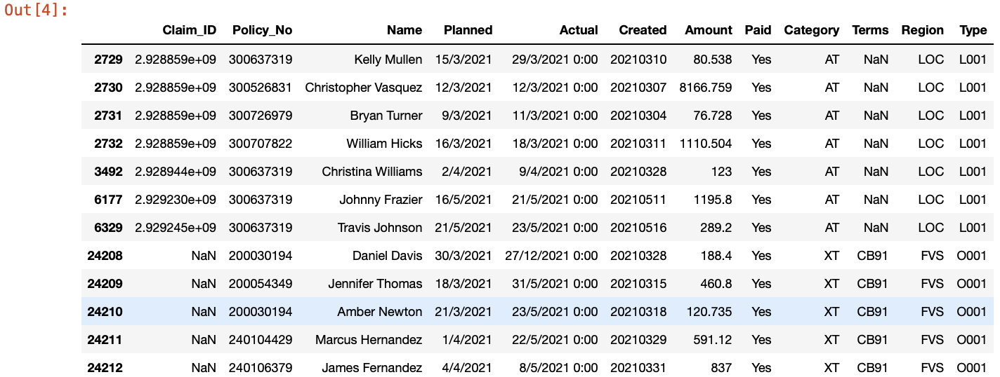 Out[4]:
Claim_ID Policy_No Name Planned Actual Created Amount Paid Category Terms Region Type
2729 2.928859e+09 300637319 Kelly Mullen 15/3/2021 29/3/2021 0:00 20210310 80.538 Yes AT NaN LOC L001
2730 2.928859e+09 300526831 Christopher Vasquez 12/3/2021 12/3/2021 0:00 20210307 8166.759 Yes AT NaN LOC L001
2731 2.928859e+09 300726979 Bryan Turner 9/3/2021 11/3/2021 0:00 20210304 76.728 Yes AT NaN LOC L001
2732 2.928859e+09 300707822 William Hicks 16/3/2021 18/3/2021 0:00 20210311 1110.504 Yes AT NaN LOC L001
3492 2.928944e+09 300637319 Christina Williams 2/4/2021 9/4/2021 0:00 20210328 123 Yes AT NaN LOC L001
6177 2.929230e+09 300637319 Johnny Frazier 16/5/2021 21/5/2021 0:00 20210511 1195.8 Yes AT NaN LOC L001
6329 2.929245e+09 300637319 Travis Johnson 21/5/2021 23/5/2021 0:00 20210516 289.2 Yes AT NaN LOC L001
24208 NaN 200030194 Daniel Davis 30/3/2021 27/12/2021 0:00 20210328 188.4 Yes XT CB91 FVS O001
24209 NaN 200054349 Jennifer Thomas 18/3/2021 31/5/2021 0:00 20210315 460.8 Yes XT CB91 FVS O001
24210 NaN 200030194 Amber Newton 21/3/2021 23/5/2021 0:00 20210318 120.735 Yes XT CB91 FVS O001
24211 NaN 240104429 Marcus Hernandez 1/4/2021 22/5/2021 0:00 20210329 591.12 Yes XT CB91 FVS O001
24212 NaN 240106379 James Fernandez 4/4/2021 8/5/2021 0:00 20210331 837 Yes XT CB91 FVS O001